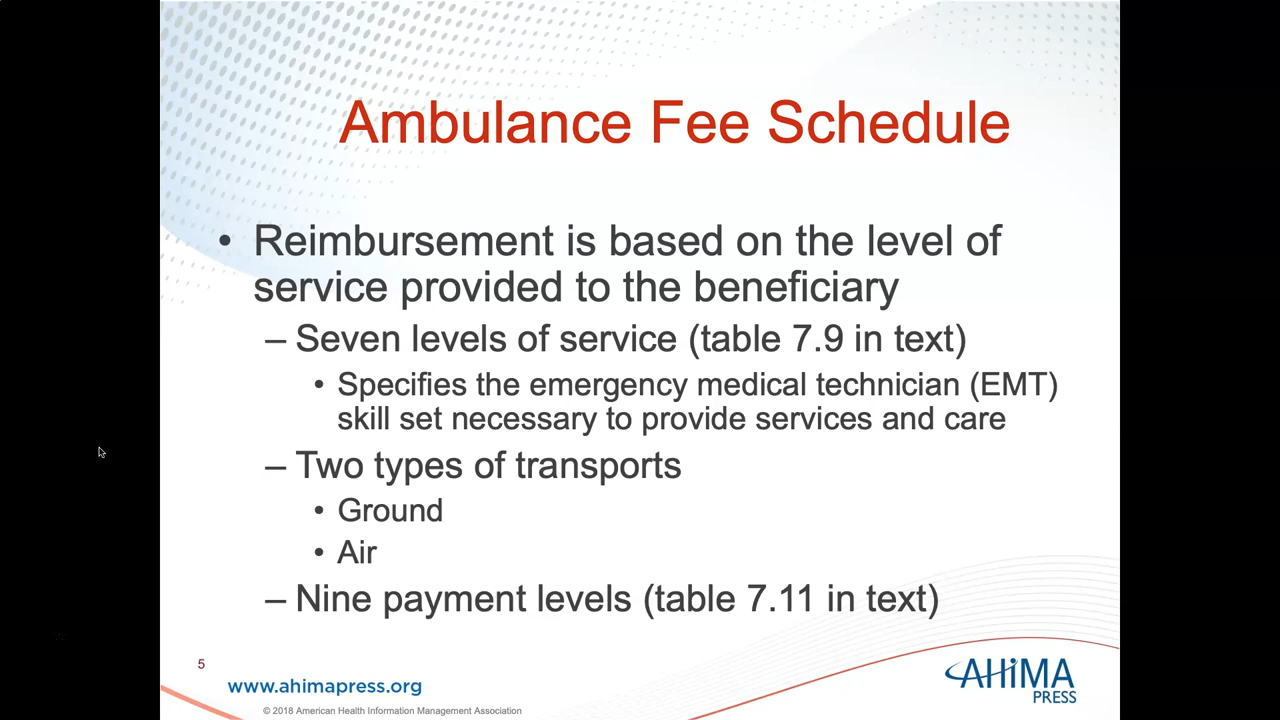 Ambulance Fee Schedule
• Reimbursement is based on the level of
service provided to the beneficiary
– Seven levels of service (table 7.9 in text)
• Specifies the emergency medical technician (EMT)
skill set necessary to provide services and care
– Two types of transports
• Ground
• Air
– Nine payment levels (table 7.11 in text)
5
www.ahimapress.org
© 2018 American Health Information Management Association
AHiMA
PRESS